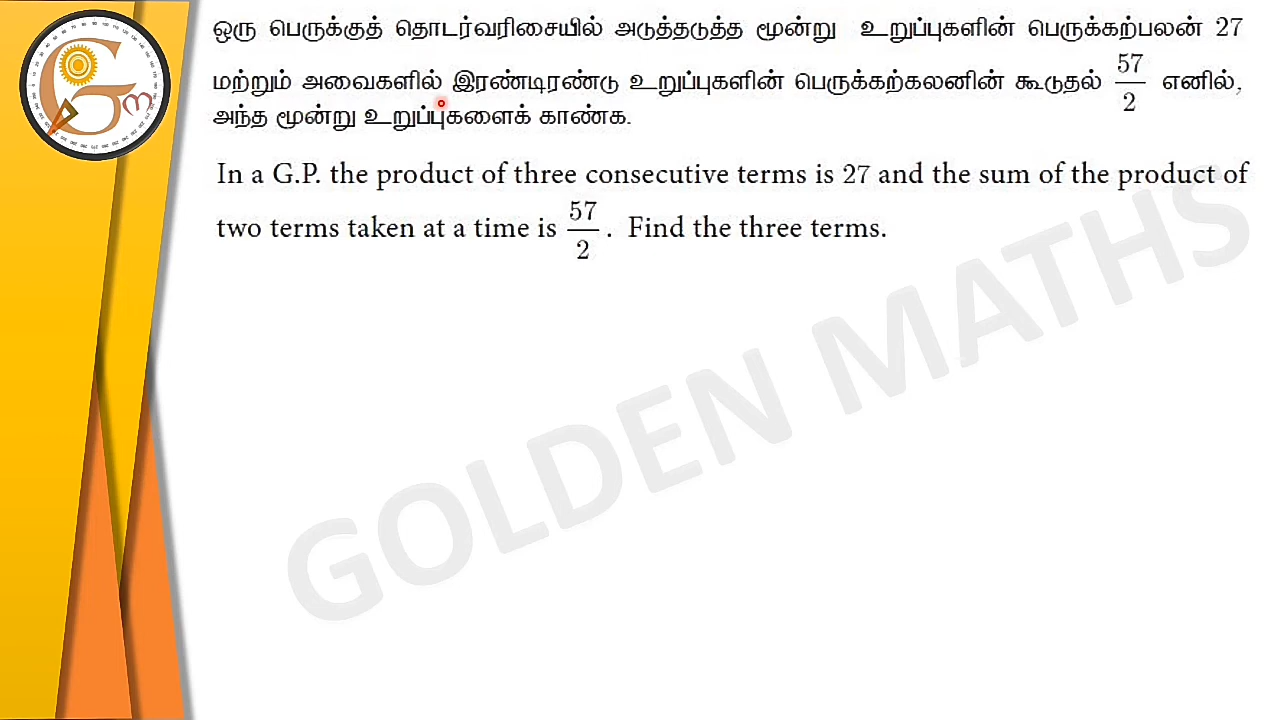 ஒரு பெருக்குத் தொடர்வரிசையில் அடுத்தடுத்த மூன்று உறுப்புகளின் பெருக்கற்பலன் 27
மற்றும் அவைகளில் இரண்டிரண்டு உறுப்புகளின் பெருக்கற்கலனின் கூடுதல் 57/2 எனில்,
அந்த மூன்று உறுப்புகளைக் காண்க.
In a G.P. the product of three consecutive terms is 27 and the sum of the product of
two terms taken at a time is 57/2 . Find the three terms.
GOLDEN MATHS